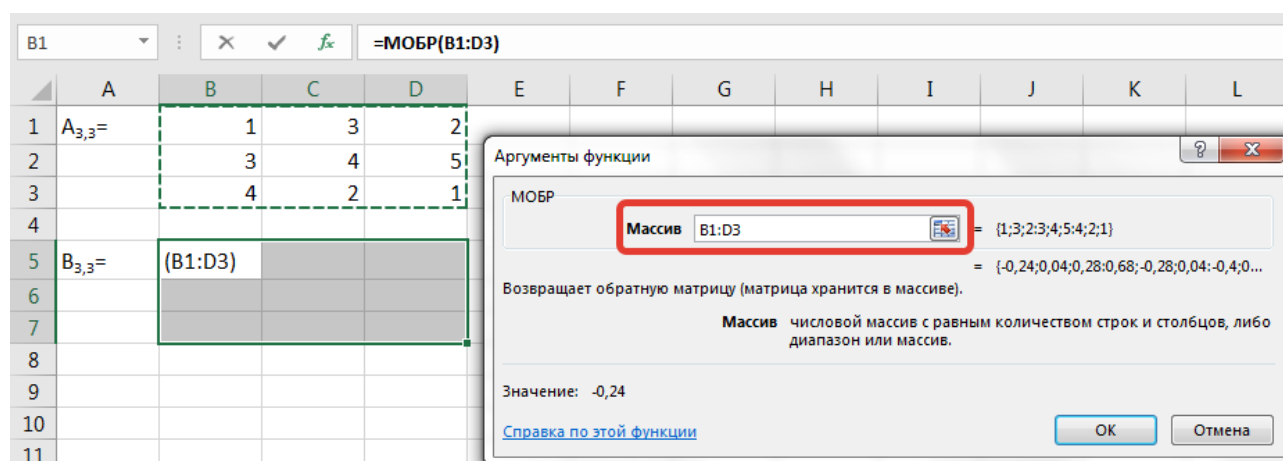 B1 =МОБР(B1:D3)
A B C D E F G H I J K L
1 A3,3= 1 3 2
2 3 4 5
3 4 2 1
4
5 B3,3= (B1:D3)
6
7
8
9
10
11
Аргументы функции
МОБР
Массив B1:D3 = {1;3;2:3;4;5:4;2;1}
= {-0,24;0,04;0,28:0,68;-0,28;0,04:-0,4;0...
Возвращает обратную матрицу (матрица хранится в массиве).
Массив числовой массив с равным количеством строк и столбцов, либо
диапазон или массив.
Значение: -0,24
Справка по этой функции OK Отмена